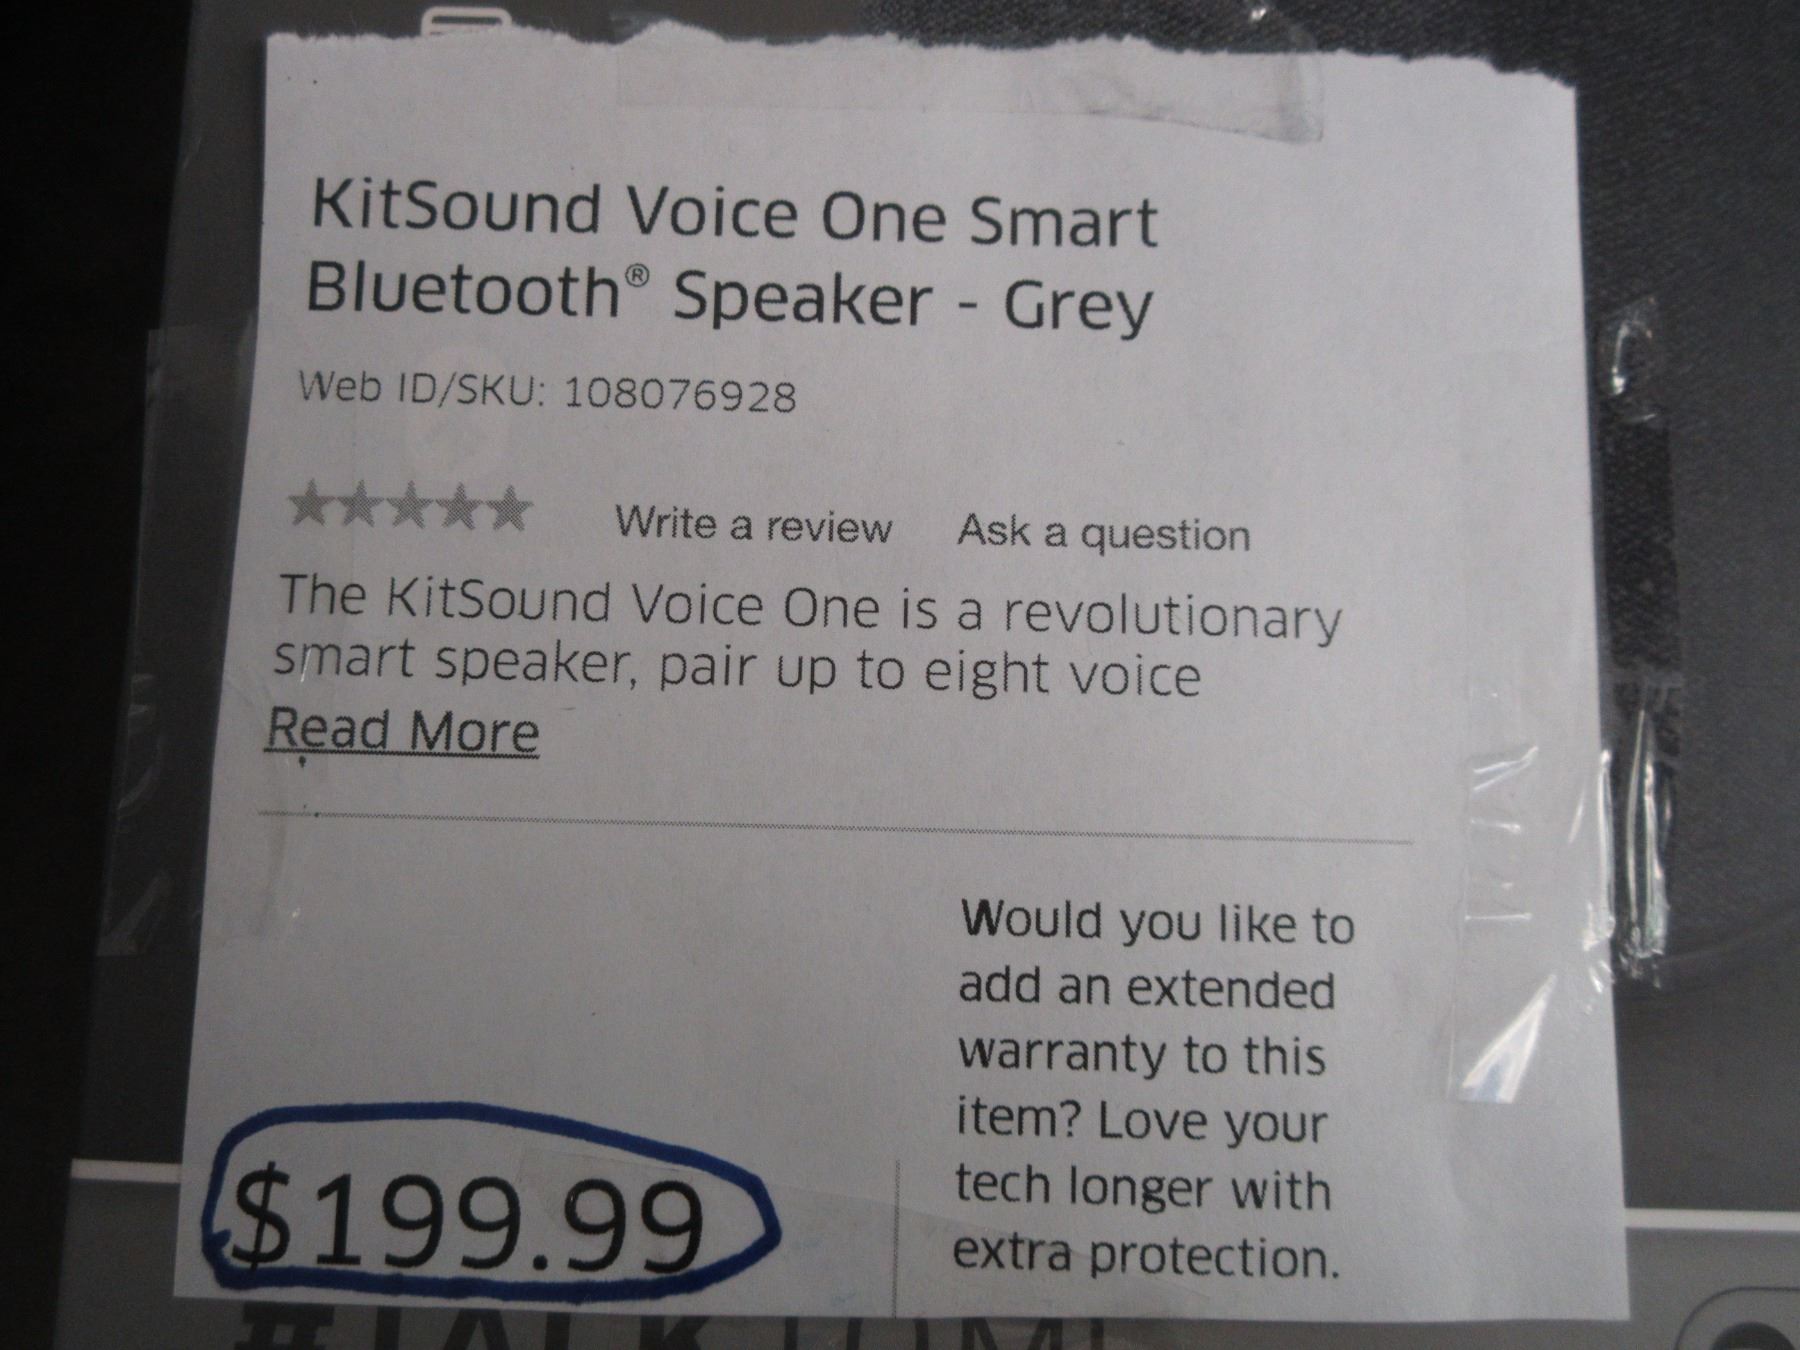 KitSound Voice One Smart
Bluetooth® Speaker - Grey
Web ID/SKU: 108076928
Write a review Ask a question
The KitSound Voice One is a revolutionary
smart speaker, pair up to eight voice
Read More
Would you like to
add an extended
warranty to this
item? Love your
tech longer with
extra protection.
$199.99